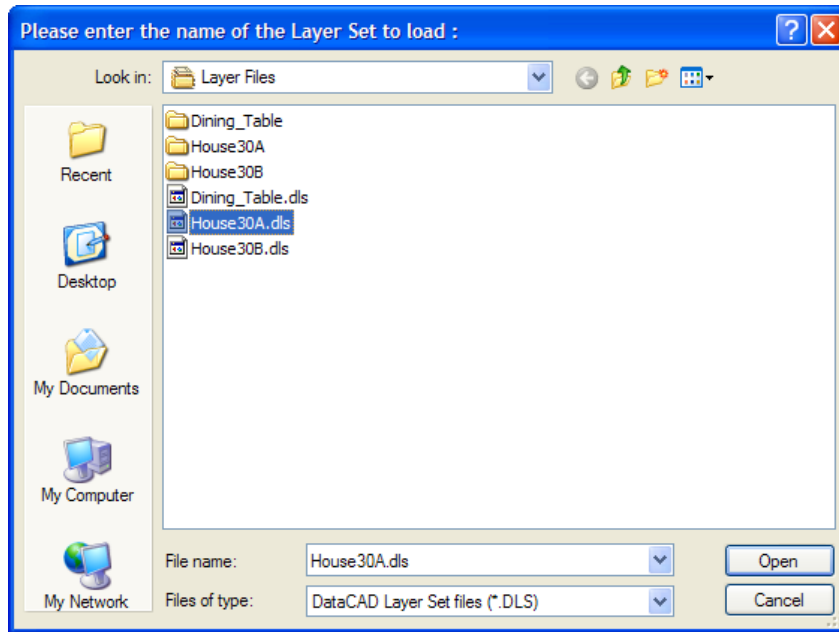 Please enter the name of the Layer Set to load :
Look in: Layer Files
Dining_Table
House30A
House30B
Dining_Table.dls
House30A.dls
House30B.dls
Recent
Desktop
My Documents
My Computer
My Network
File name: House30A.dls Open
Files of type: DataCAD Layer Set files (*.DLS) Cancel